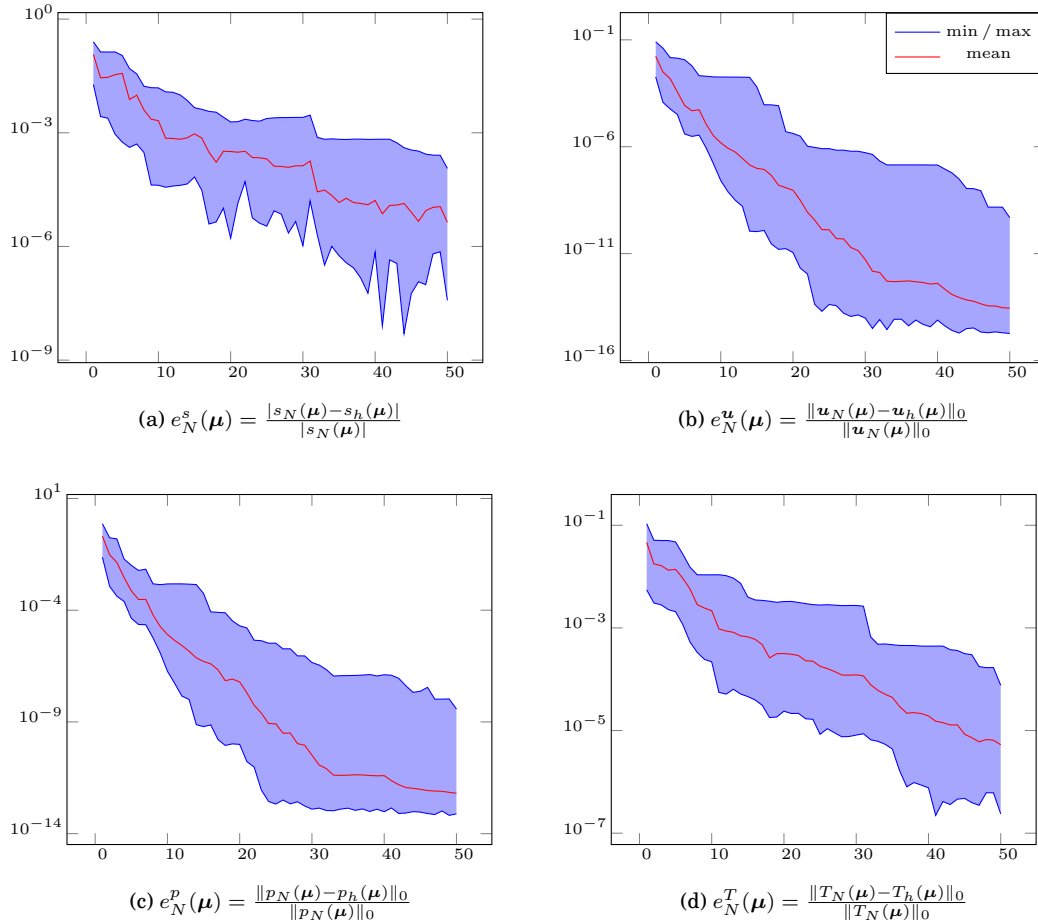 10^0
10^−3
10^−6
10^−9
0 10 20 30 40 50
(a) e^s_N(μ) = |s_N(μ)−s_h(μ)| / |s_N(μ)|
min / max
mean
10^−1
10^−6
10^−11
10^−16
0 10 20 30 40 50
(b) e^u_N(μ) = ‖u_N(μ)−u_h(μ)‖_0 / ‖u_N(μ)‖_0
10^1
10^−4
10^−9
10^−14
0 10 20 30 40 50
(c) e^p_N(μ) = ‖p_N(μ)−p_h(μ)‖_0 / ‖p_N(μ)‖_0
10^−1
10^−3
10^−5
10^−7
0 10 20 30 40 50
(d) e^T_N(μ) = ‖T_N(μ)−T_h(μ)‖_0 / ‖T_N(μ)‖_0